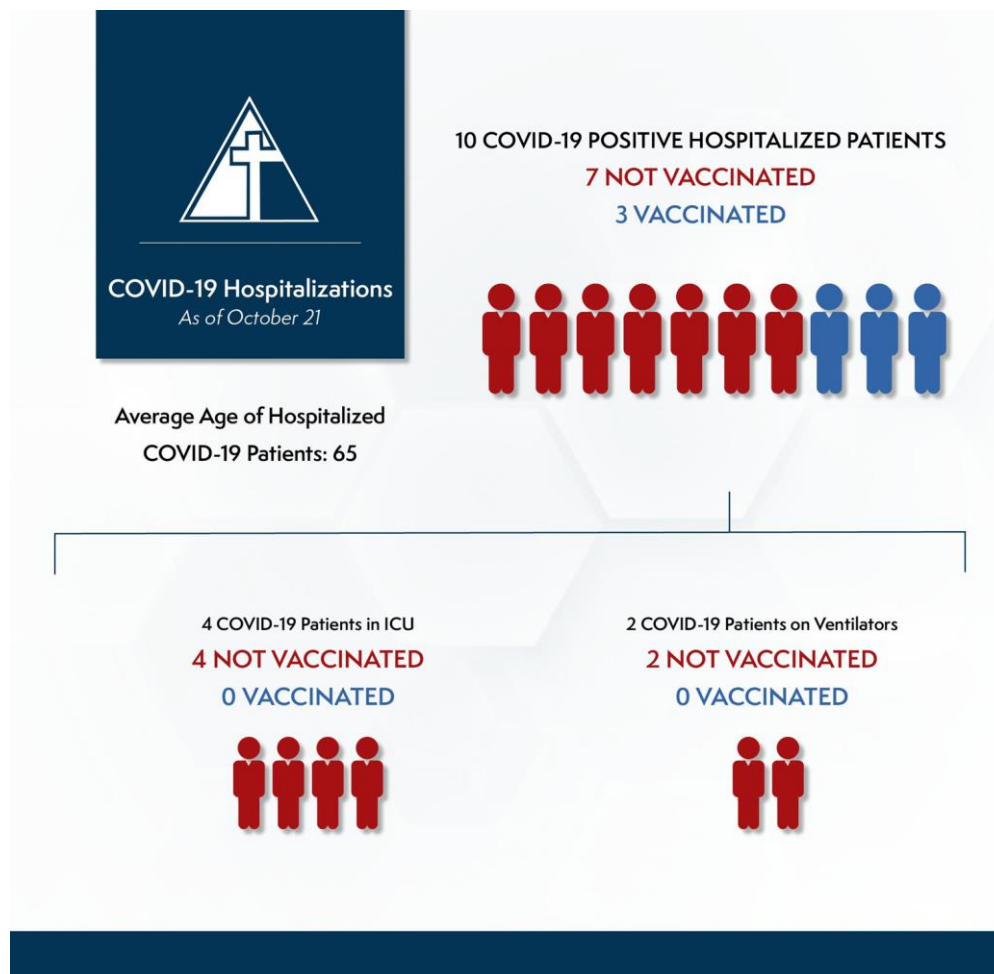 COVID-19 Hospitalizations
As of October 21
Average Age of Hospitalized
COVID-19 Patients: 65
10 COVID-19 POSITIVE HOSPITALIZED PATIENTS
7 NOT VACCINATED
3 VACCINATED
4 COVID-19 Patients in ICU
4 NOT VACCINATED
0 VACCINATED
2 COVID-19 Patients on Ventilators
2 NOT VACCINATED
0 VACCINATED